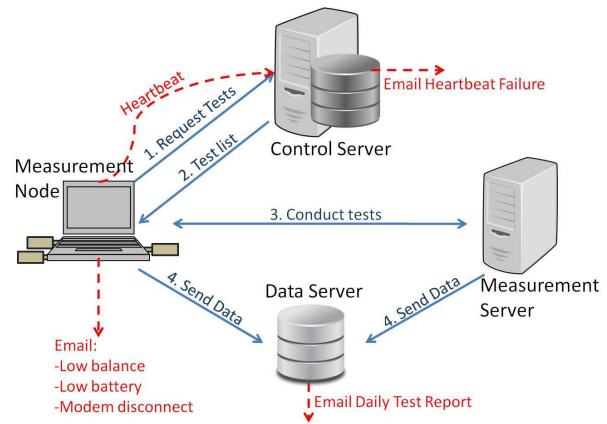 Heartbeat
1. Request Tests
2. Test list
Email Heartbeat Failure
Control Server
Measurement
Node
3. Conduct tests
4. Send Data
Data Server
4. Send Data
Measurement
Server
Email:
-Low balance
-Low battery
-Modem disconnect
Email Daily Test Report